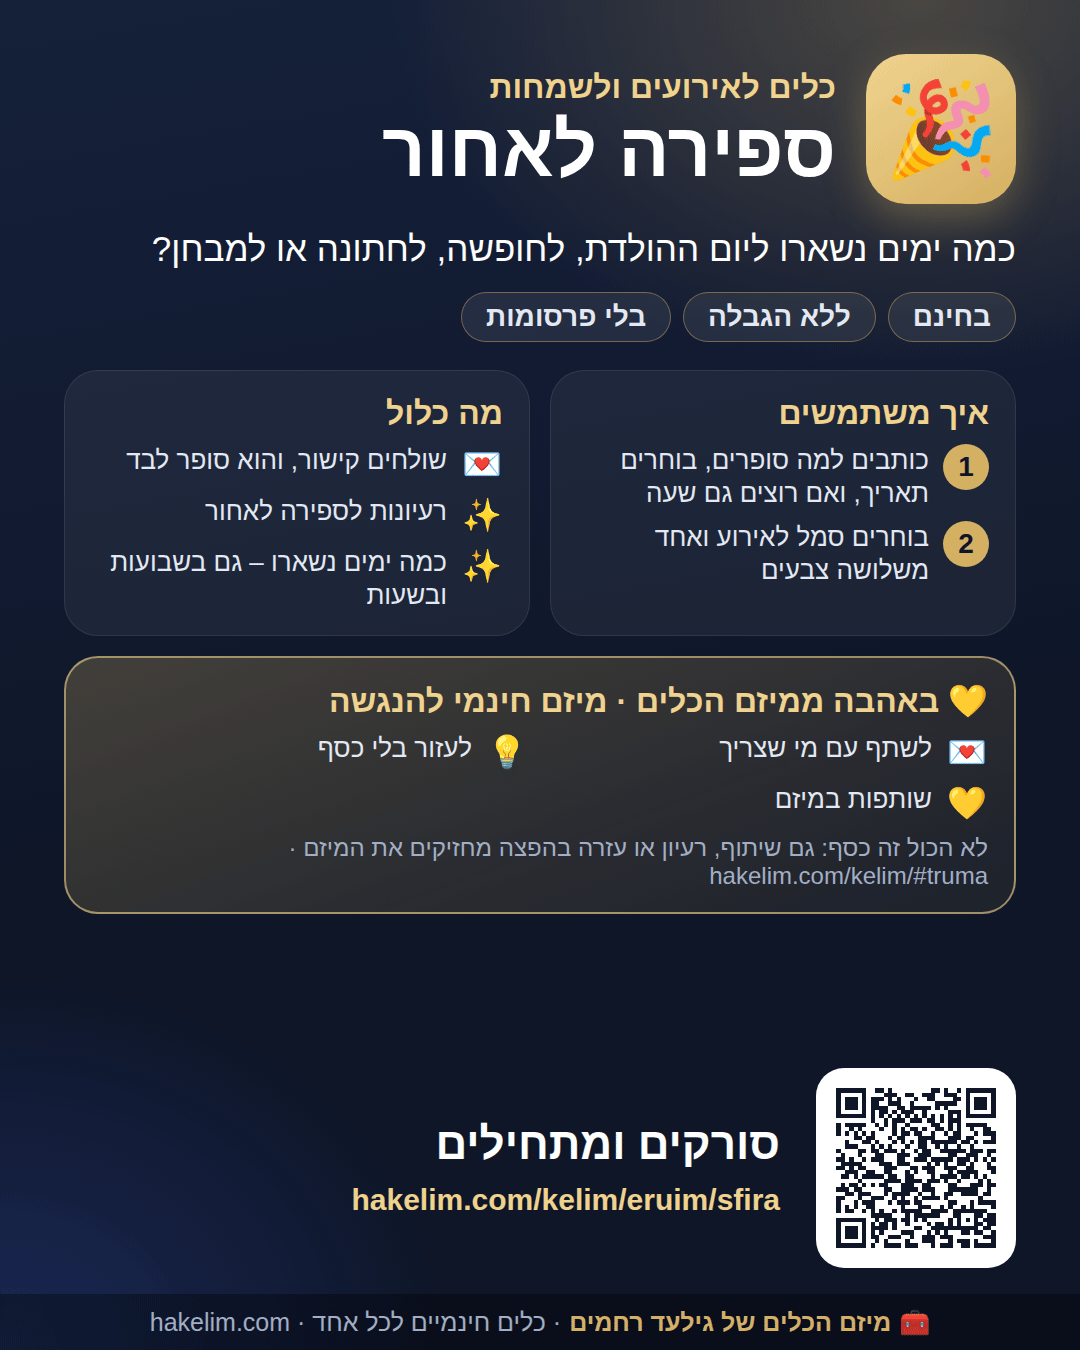 כלים לאירועים ולשמחות
ספירה לאחור
כמה ימים נשארו ליום ההולדת, לחופשה, לחתונה או למבחן?
בחינם
ללא הגבלה
בלי פרסומות
איך משתמשים
1 כותבים למה סופרים, בוחרים
תאריך, ואם רוצים גם שעה
2 בוחרים סמל לאירוע ואחד
משלושה צבעים
מה כלול
שולחים קישור, והוא סופר לבד
רעיונות לספירה לאחור
כמה ימים נשארו – גם בשבועות
ובשעות
באהבה ממיזם הכלים · מיזם חינמי להנגשה
לשתף עם מי שצריך
לעזור בלי כסף
שותפות במיזם
לא הכול זה כסף: גם שיתוף, רעיון או עזרה בהפצה מחזיקים את המיזם ·
hakelim.com/kelim/#truma
סורקים ומתחילים
hakelim.com/kelim/eruim/sfira
מיזם הכלים של גילעד רחמים · כלים חינמיים לכל אחד · hakelim.com